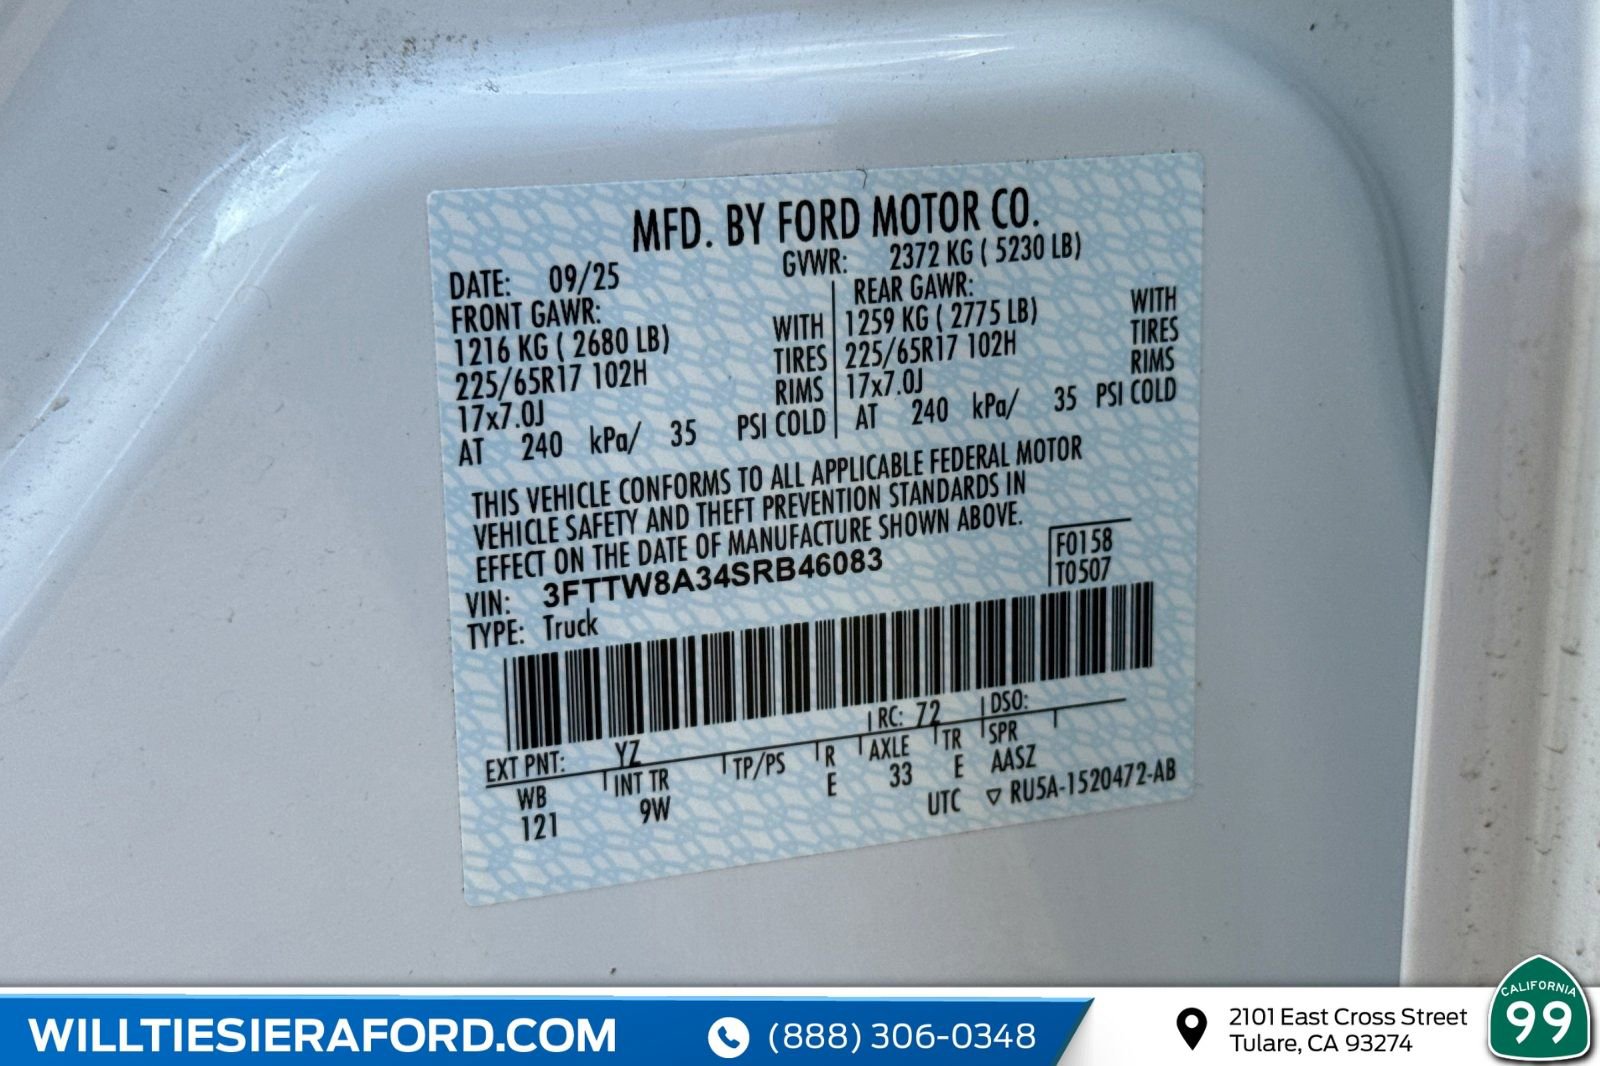 MFD. BY FORD MOTOR CO.
DATE: 09/25 GVWR: 2372 KG ( 5230 LB)
FRONT GAWR: REAR GAWR:
1216 KG ( 2680 LB) WITH 1259 KG ( 2775 LB) WITH
225/65R17 102H TIRES 225/65R17 102H TIRES
17x7.0J RIMS 17x7.0J RIMS
AT 240 kPa/ 35 PSI COLD AT 240 kPa/ 35 PSI COLD
THIS VEHICLE CONFORMS TO ALL APPLICABLE FEDERAL MOTOR
VEHICLE SAFETY AND THEFT PREVENTION STANDARDS IN
EFFECT ON THE DATE OF MANUFACTURE SHOWN ABOVE.
VIN: 3FTTW8A34SRB46083 F0158
TYPE: Truck T0507
EXT PNT: YZ RC: 72 DSO:
WB INT TR TP/PS R AXLE TR SPR
121 9W E 33 E AASZ
UTC ▽ RU5A-1520472-AB
WILLTIESIERAFORD.COM
(888) 306-0348
2101 East Cross Street
Tulare, CA 93274
CALIFORNIA
99